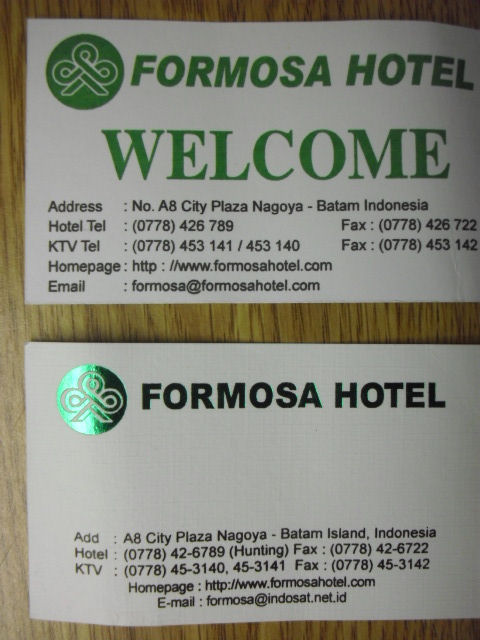 FORMOSA HOTEL
WELCOME
Address : No. A8 City Plaza Nagoya - Batam Indonesia
Hotel Tel : (0778) 426 789 Fax : (0778) 426 722
KTV Tel : (0778) 453 141 / 453 140 Fax : (0778) 453 142
Homepage : http : //www.formosahotel.com
Email : formosa@formosahotel.com
FORMOSA HOTEL
Add : A8 City Plaza Nagoya - Batam Island, Indonesia
Hotel : (0778) 42-6789 (Hunting) Fax : (0778) 42-6722
KTV : (0778) 45-3140, 45-3141 Fax : (0778) 45-3142
Homepage : http://www.formosahotel.com
E-mail : formosa@indosat.net.id